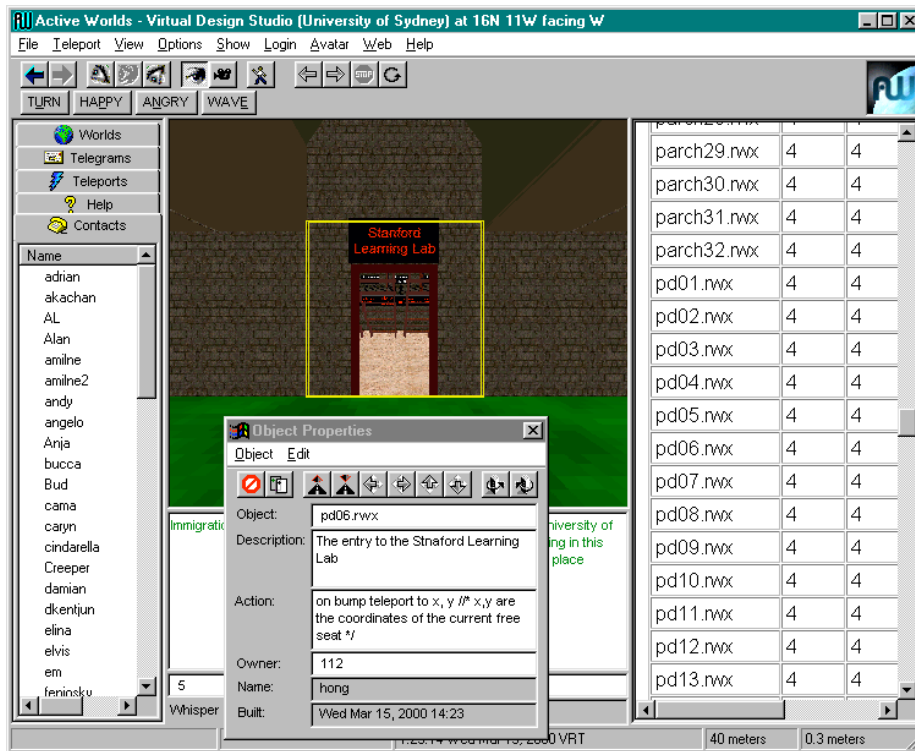 Active Worlds - Virtual Design Studio (University of Sydney) at 16N 11W facing W
File Teleport View Options Show Login Avatar Web Help
STOP
AW
TURN HAPPY ANGRY WAVE
Worlds
Telegrams
Teleports
Help
Contacts
Name
adrian
akachan
AL
Alan
amilne
amilne2
andy
angelo
Anja
bucca
Bud
cama
caryn
cindarella
Creeper
damian
dkentjun
elina
elvis
em
feninsky
Stanford
Learning Lab
parch29.rwx 4 4
parch30.rwx 4 4
parch31.rwx 4 4
parch32.rwx 4 4
pd01.rwx 4 4
pd02.rwx 4 4
pd03.rwx 4 4
pd04.rwx 4 4
pd05.rwx 4 4
pd06.rwx 4 4
pd07.rwx 4 4
pd08.rwx 4 4
pd09.rwx 4 4
pd10.rwx 4 4
pd11.rwx 4 4
pd12.rwx 4 4
pd13.rwx 4 4
Immigrati
niversity of
ing in this
place
5
Whisper
Object Properties
Object Edit
Object: pd06.rwx
Description: The entry to the Stnaford Learning
Lab
Action: on bump teleport to x, y //* x,y are
the coordinates of the current free
seat */
Owner: 112
Name: hong
Built: Wed Mar 15, 2000 14:23
2000 VRT
40 meters
0.3 meters